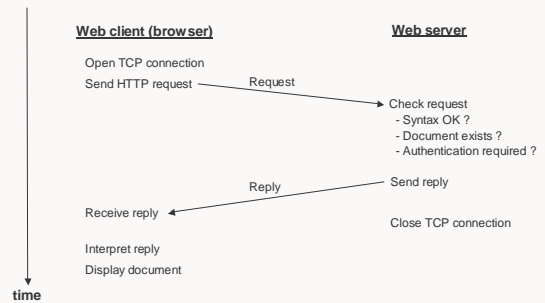 Web client (browser)
Web server
Open TCP connection
Send HTTP request
Request
Check request
- Syntax OK ?
- Document exists ?
- Authentication required ?
Reply
Send reply
Receive reply
Close TCP connection
Interpret reply
Display document
time